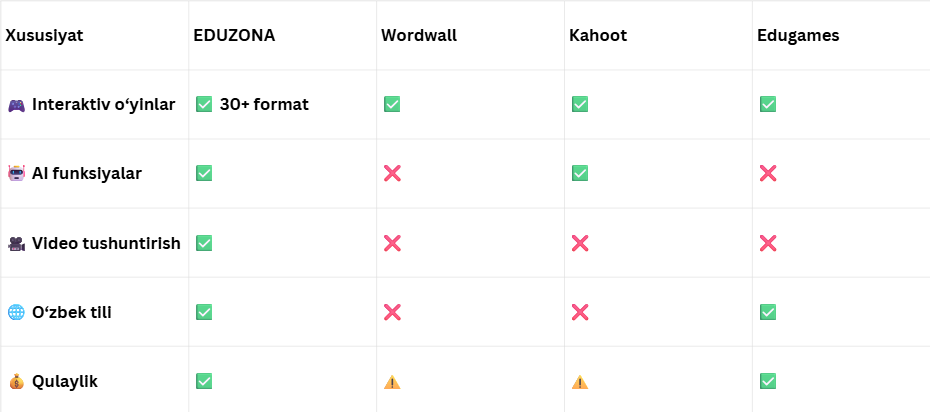 Xususiyat EDUZONA Wordwall Kahoot Edugames
🎮 Interaktiv o‘yinlar ✅ 30+ format ✅ ✅ ✅
🤖 AI funksiyalar ✅ ❌ ✅ ❌
🎥 Video tushuntirish ✅ ❌ ❌ ❌
🌐 O‘zbek tili ✅ ❌ ❌ ✅
💰 Qulaylik ✅ ⚠️ ⚠️ ✅